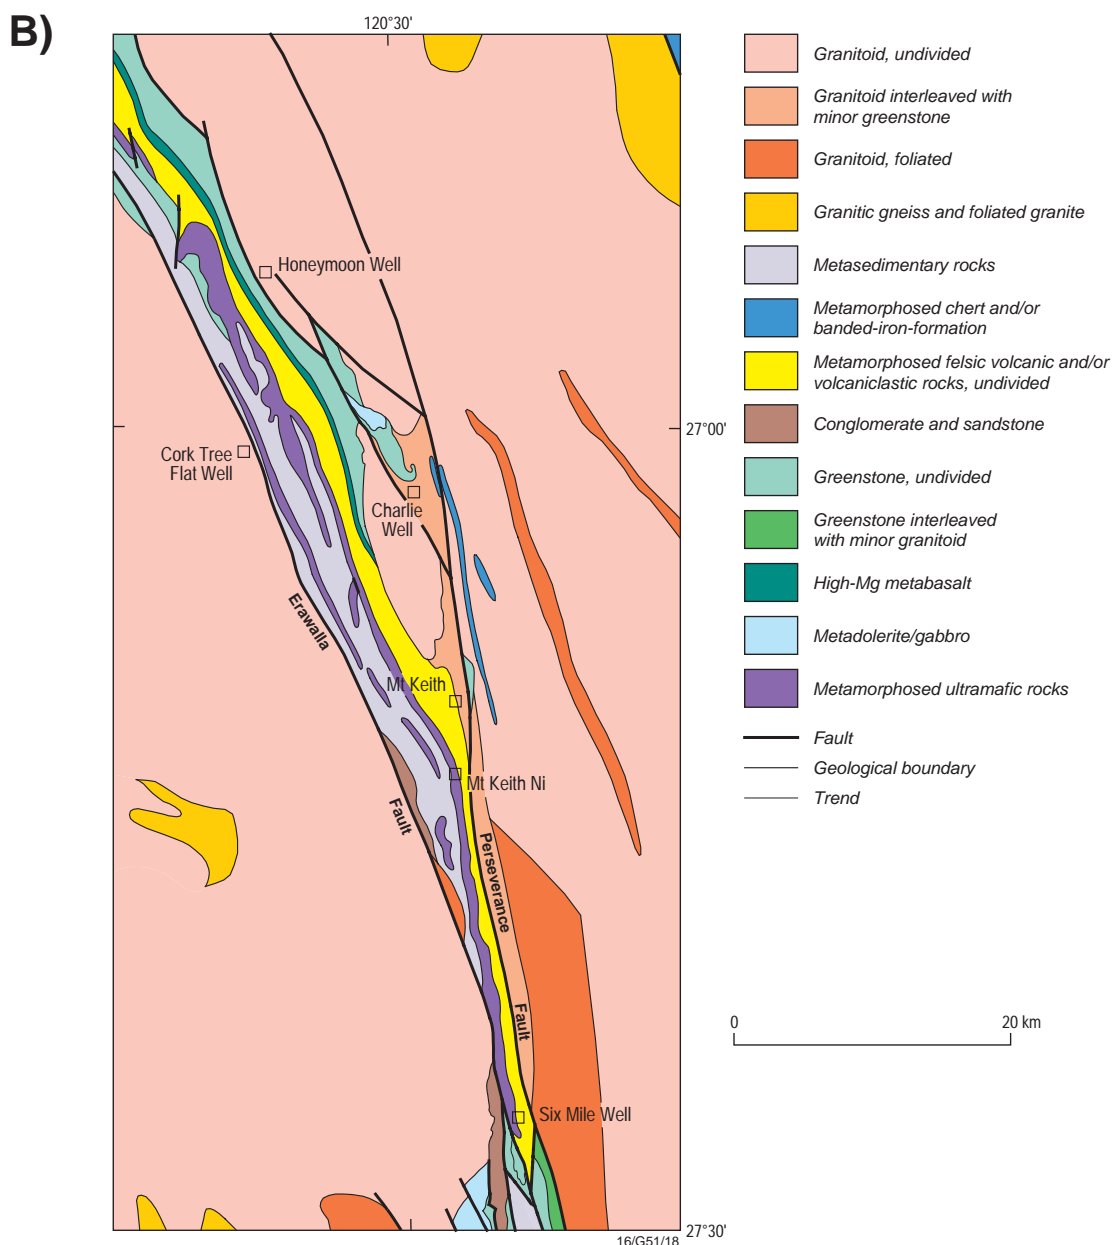 B)
120°30'
Honeymoon Well
Cork Tree
Flat Well
27°00'
Charlie
Well
Erawalla
Mt Keith
Mt Keith Ni
Fault
Perseverance
Fault
Six Mile Well
27°30'
16/G51/18
Granitoid, undivided
Granitoid interleaved with
minor greenstone
Granitoid, foliated
Granitic gneiss and foliated granite
Metasedimentary rocks
Metamorphosed chert and/or
banded-iron-formation
Metamorphosed felsic volcanic and/or
volcaniclastic rocks, undivided
Conglomerate and sandstone
Greenstone, undivided
Greenstone interleaved
with minor granitoid
High-Mg metabasalt
Metadolerite/gabbro
Metamorphosed ultramafic rocks
Fault
Geological boundary
Trend
0 20 km